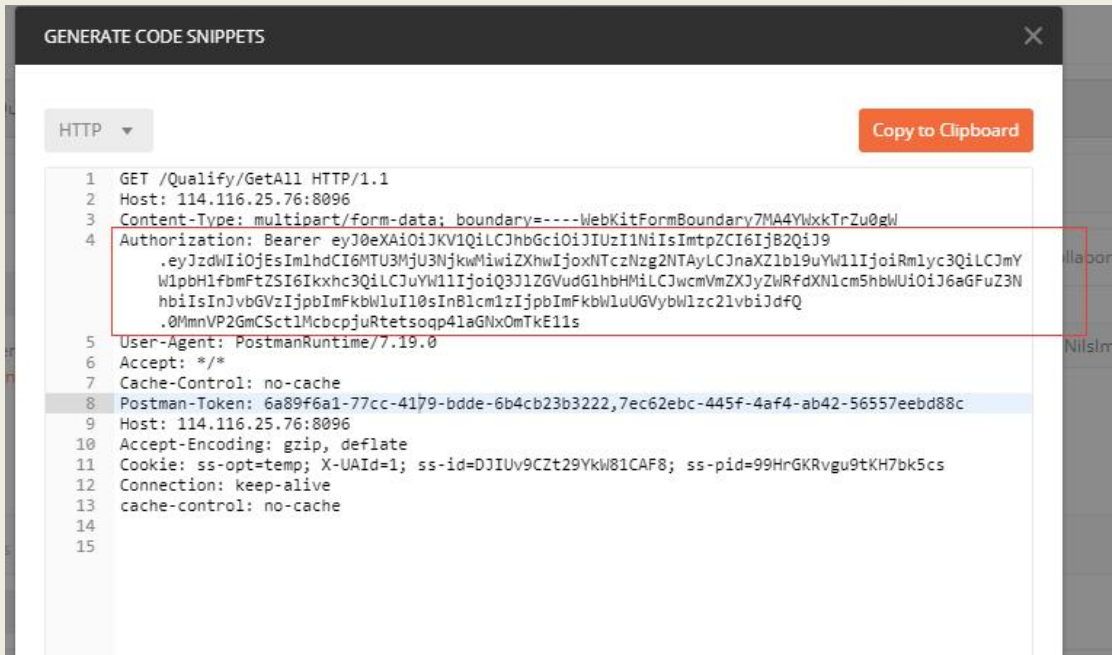 GENERATE CODE SNIPPETS
HTTP
Copy to Clipboard
1 GET /Qualify/GetAll HTTP/1.1
2 Host: 114.116.25.76:8096
3 Content-Type: multipart/form-data; boundary=----WebKitFormBoundary7MA4YWxkTrZu0gW
4 Authorization: Bearer eyJ0eXAiOiJKV1QiLCJhbGciOiJIUzI1NiIsImtpZCI6IjB2QiJ9
.eyJzdWIiOjEsImlhdCI6MTU3MjU3NjkwMiwiZXhwIjoxNTczNzg2NTAyLCJnaXZlbl9uYW1lIjoiRmlyc3QiLCJmY
W1pbHlfbmFtZSI6Ikxhc3QiLCJuYW1lIjoiQ3JlZGVudGlhbHMiLCJwcmVmZXJyZWRfdXNlcm5hbWUiOiJ6aGFuZ3N
hbiIsInJvbGVzIjpbImFkbWluIl0sInBlcm1zIjpbImFkbWluUGVybWlzc2lvbiJdfQ
.0MmnVP2GmCSctlMcbcpjuRtetsoqp4laGNxOmTkE11s
5 User-Agent: PostmanRuntime/7.19.0
6 Accept: */*
7 Cache-Control: no-cache
8 Postman-Token: 6a89f6a1-77cc-4179-bdde-6b4cb23b3222,7ec62ebc-445f-4af4-ab42-56557eebd88c
9 Host: 114.116.25.76:8096
10 Accept-Encoding: gzip, deflate
11 Cookie: ss-opt=temp; X-UAId=1; ss-id=DJIUv9CZt29YkW81CAF8; ss-pid=99HrGKRvgu9tKH7bk5cs
12 Connection: keep-alive
13 cache-control: no-cache
14
15